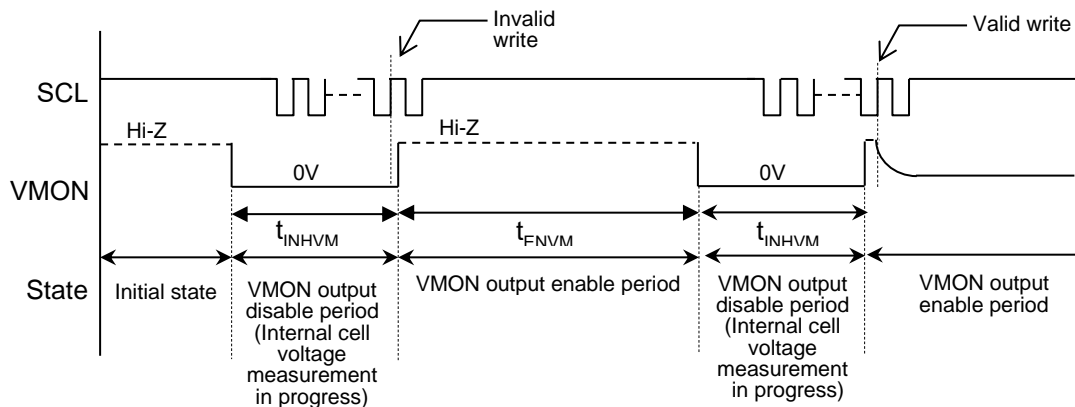 Invalid
write
Valid write
SCL
Hi-Z
Hi-Z
VMON
0V
0V
tINHVM
tENVM
tINHVM
State
Initial state
VMON output
disable period
(Internal cell
voltage
measurement
in progress)
VMON output enable period
VMON output
disable period
(Internal cell
voltage
measurement
in progress)
VMON output
enable period